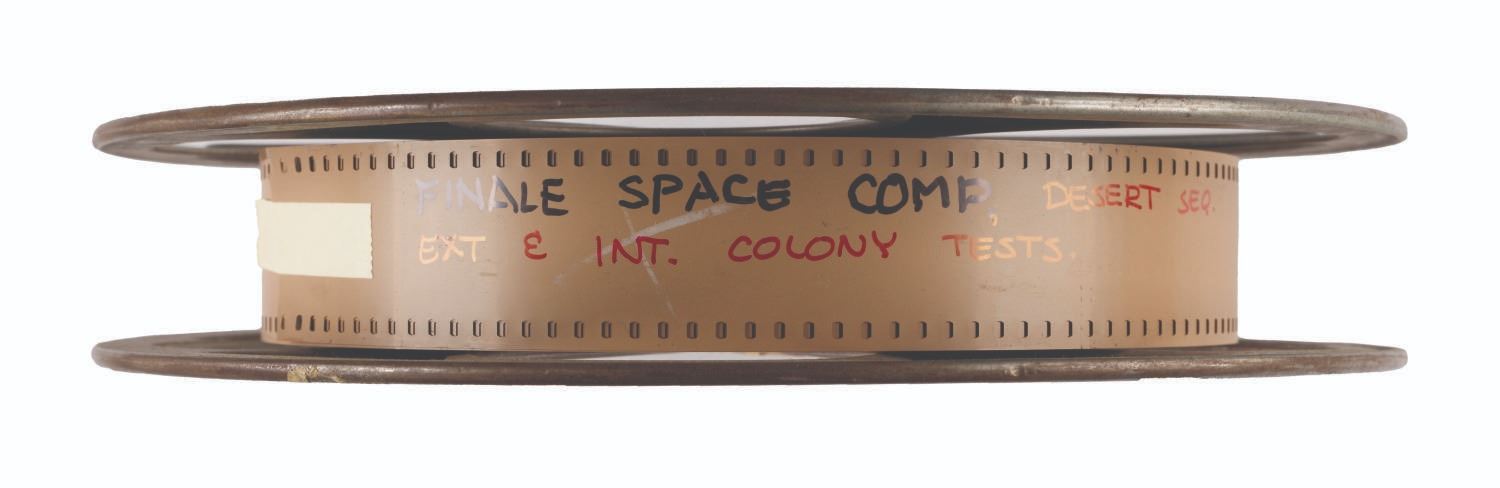 FINALE SPACE COMP, DESERT SEQ.
EXT & INT. COLONY TESTS.